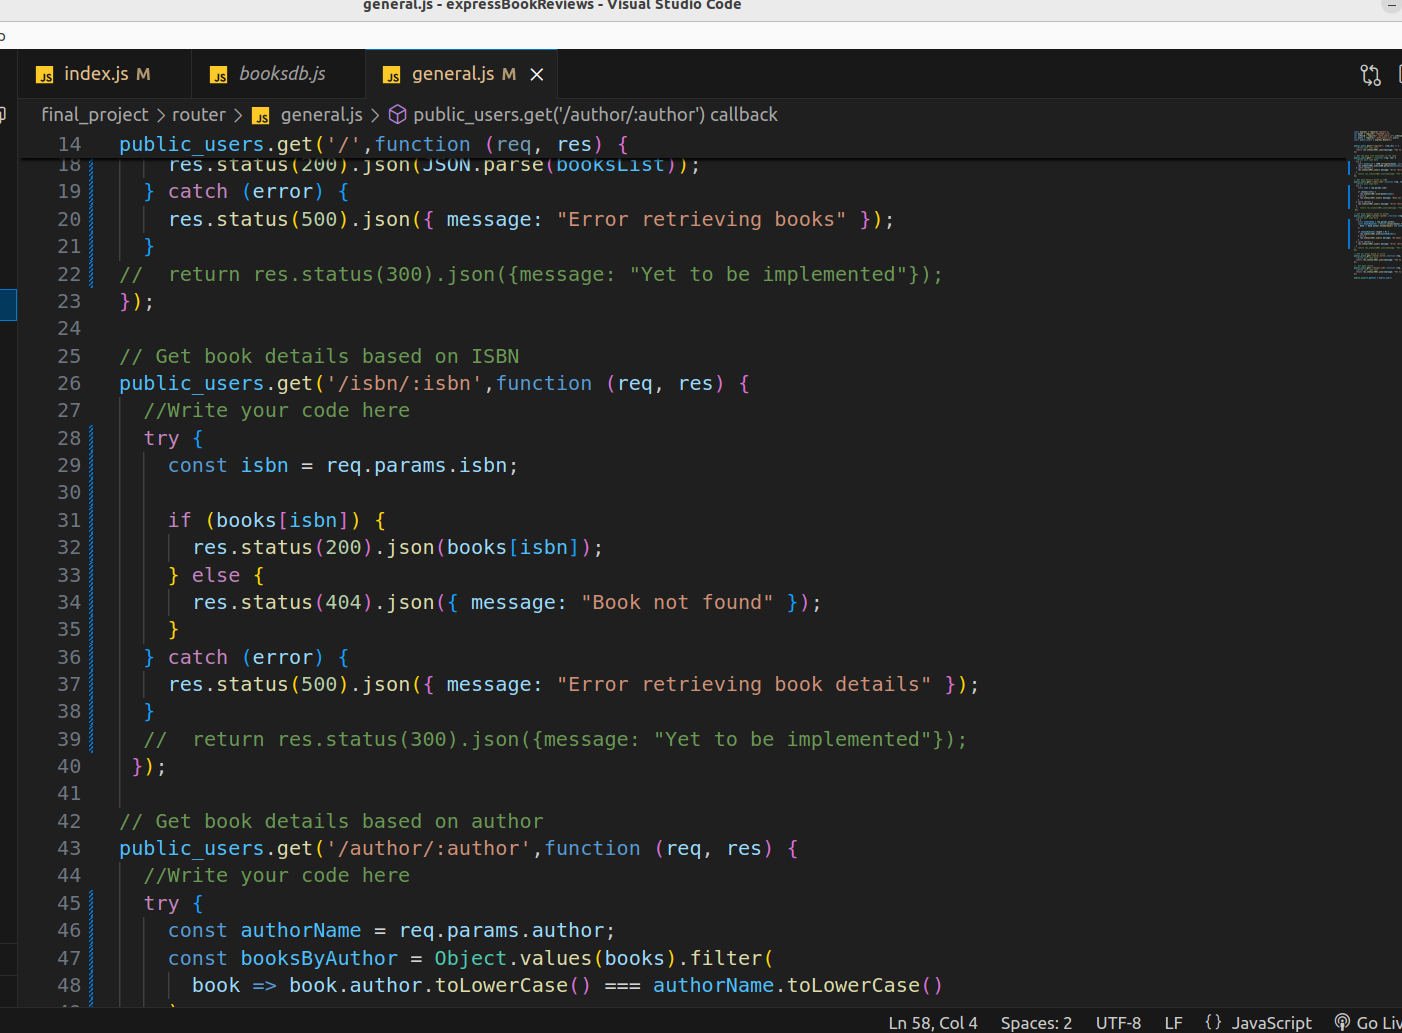 general.js - expressBookReviews - Visual Studio Code
JS index.js M
JS booksdb.js
JS general.js M
final_project > router > JS general.js > public_users.get('/author/:author') callback
14 public_users.get('/',function (req, res) {
18     res.status(200).json(JSON.parse(booksList));
19   } catch (error) {
20     res.status(500).json({ message: "Error retrieving books" });
21   }
22 //  return res.status(300).json({message: "Yet to be implemented"});
23 });
24
25 // Get book details based on ISBN
26 public_users.get('/isbn/:isbn',function (req, res) {
27   //Write your code here
28   try {
29     const isbn = req.params.isbn;
30
31     if (books[isbn]) {
32       res.status(200).json(books[isbn]);
33     } else {
34       res.status(404).json({ message: "Book not found" });
35     }
36   } catch (error) {
37     res.status(500).json({ message: "Error retrieving book details" });
38   }
39   //  return res.status(300).json({message: "Yet to be implemented"});
40  });
41
42 // Get book details based on author
43 public_users.get('/author/:author',function (req, res) {
44   //Write your code here
45   try {
46     const authorName = req.params.author;
47     const booksByAuthor = Object.values(books).filter(
48       book => book.author.toLowerCase() === authorName.toLowerCase()
Ln 58, Col 4 Spaces: 2 UTF-8 LF {} JavaScript Go Liv